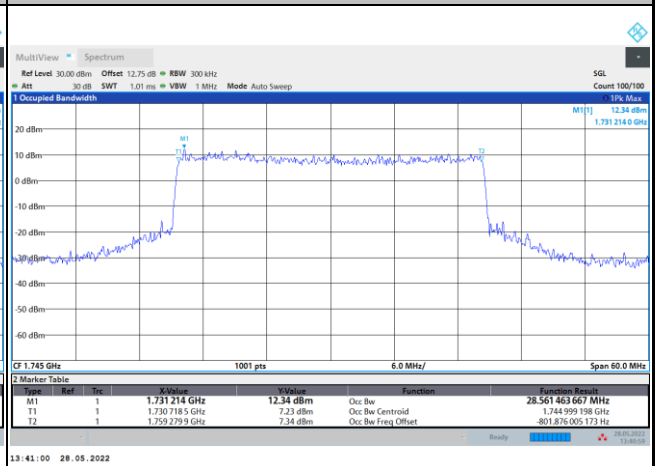 MultiView Spectrum
Ref Level 30.00 dBm Offset 12.75 dB RBW 300 kHz SGL
Att 30 dB SWT 1.01 ms VBW 1 MHz Mode Auto Sweep Count 100/100
1 Occupied Bandwidth 1Pk Max
M1[1] 12.34 dBm
1.731 214 0 GHz
20 dBm
M1
T1 T2
10 dBm
0 dBm
-10 dBm
-20 dBm
-30 dBm
-40 dBm
-50 dBm
-60 dBm
CF 1.745 GHz 1001 pts 6.0 MHz/ Span 60.0 MHz
2 Marker Table
Type Ref Trc X-Value Y-Value Function Function Result
M1 1 1.731 214 GHz 12.34 dBm Occ Bw 28.561 463 667 MHz
T1 1 1.730 718 5 GHz 7.23 dBm Occ Bw Centroid 1.744 999 198 GHz
T2 1 1.759 279 9 GHz 7.34 dBm Occ Bw Freq Offset -801.876 005 173 Hz
Ready 28.05.2022
13:40:59
13:41:00 28.05.2022